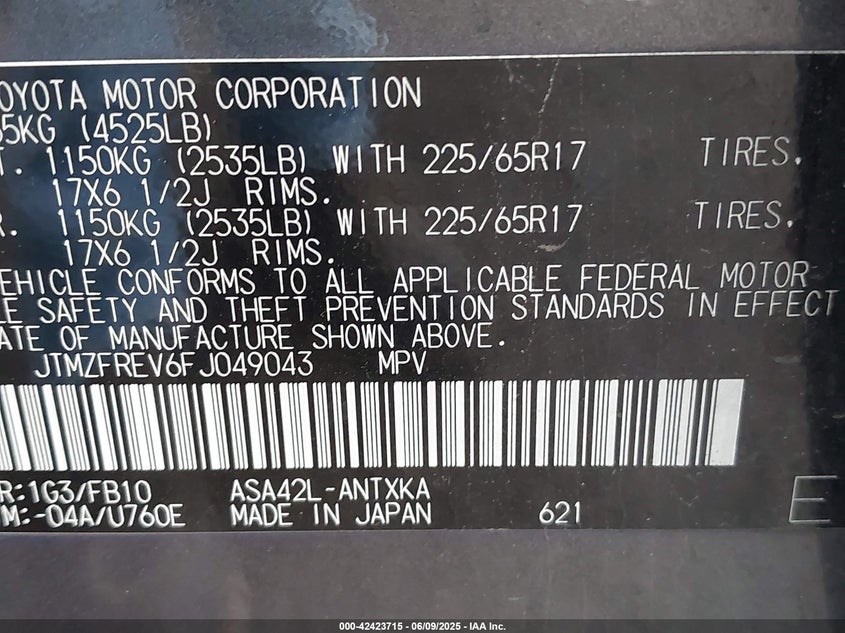 OYOTA MOTOR CORPORATION
55KG (4525LB)
T. 1150KG (2535LB) WITH 225/65R17 TIRES.
17X6 1/2J RIMS.
R. 1150KG (2535LB) WITH 225/65R17 TIRES.
17X6 1/2J RIMS.
EHICLE CONFORMS TO ALL APPLICABLE FEDERAL MOTOR
LE SAFETY AND THEFT PREVENTION STANDARDS IN EFFECT
ATE OF MANUFACTURE SHOWN ABOVE.
JTMZFREV6FJ049043 MPV
R:1G3/FB10 ASA42L-ANTXKA
M:-04A/U760E MADE IN JAPAN 621 E
000-42423715 - 06/09/2025 - IAA Inc.